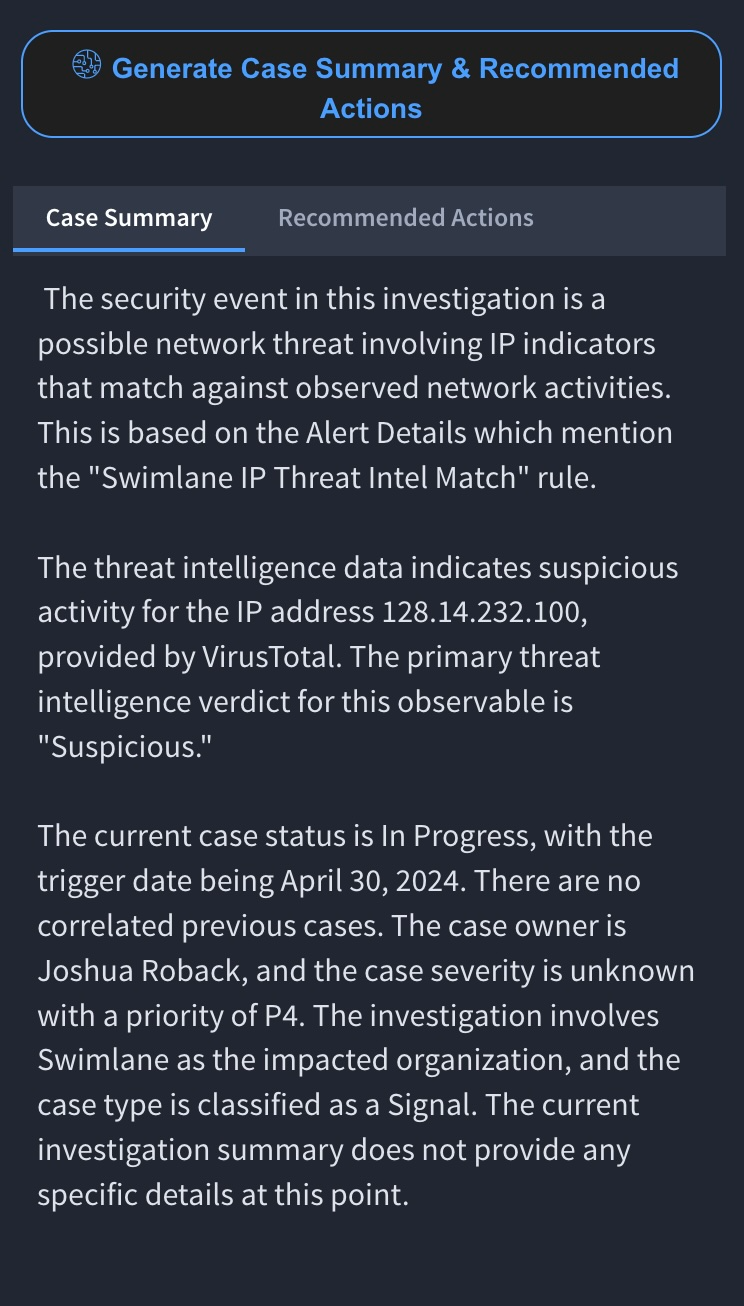 Generate Case Summary & Recommended
Actions
Case Summary
Recommended Actions
The security event in this investigation is a
possible network threat involving IP indicators
that match against observed network activities.
This is based on the Alert Details which mention
the "Swimlane IP Threat Intel Match" rule.
The threat intelligence data indicates suspicious
activity for the IP address 128.14.232.100,
provided by VirusTotal. The primary threat
intelligence verdict for this observable is
"Suspicious."
The current case status is In Progress, with the
trigger date being April 30, 2024. There are no
correlated previous cases. The case owner is
Joshua Roback, and the case severity is unknown
with a priority of P4. The investigation involves
Swimlane as the impacted organization, and the
case type is classified as a Signal. The current
investigation summary does not provide any
specific details at this point.